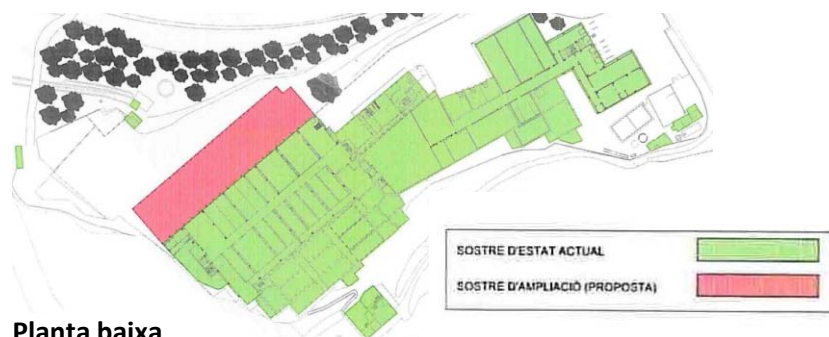 SOSTRE D'ESTAT ACTUAL
SOSTRE D'AMPLIACIÓ (PROPOSTA)
Planta baixa